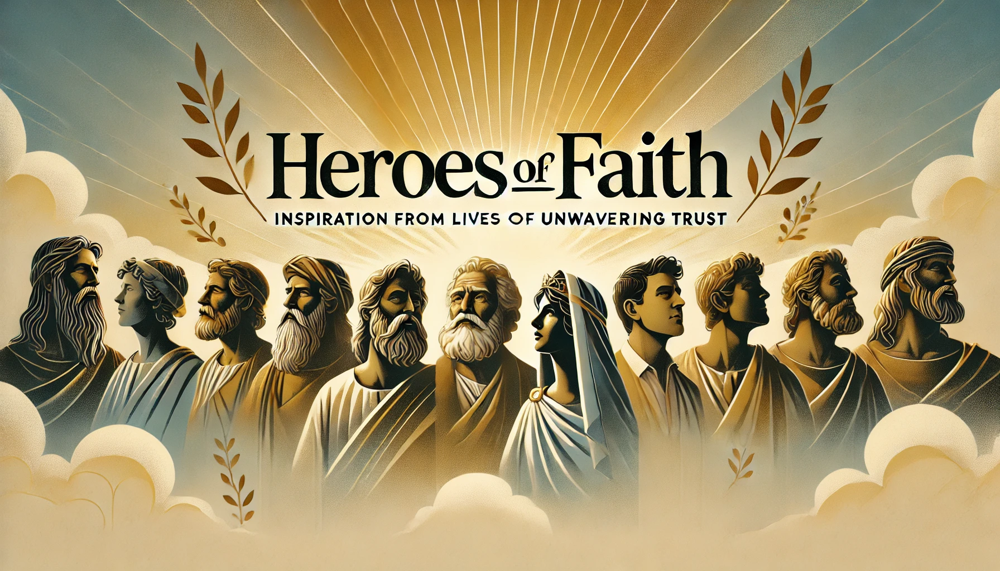 Heroes of Faith
INSPIRATION FROM LIVES OF UNWAVERING TRUST